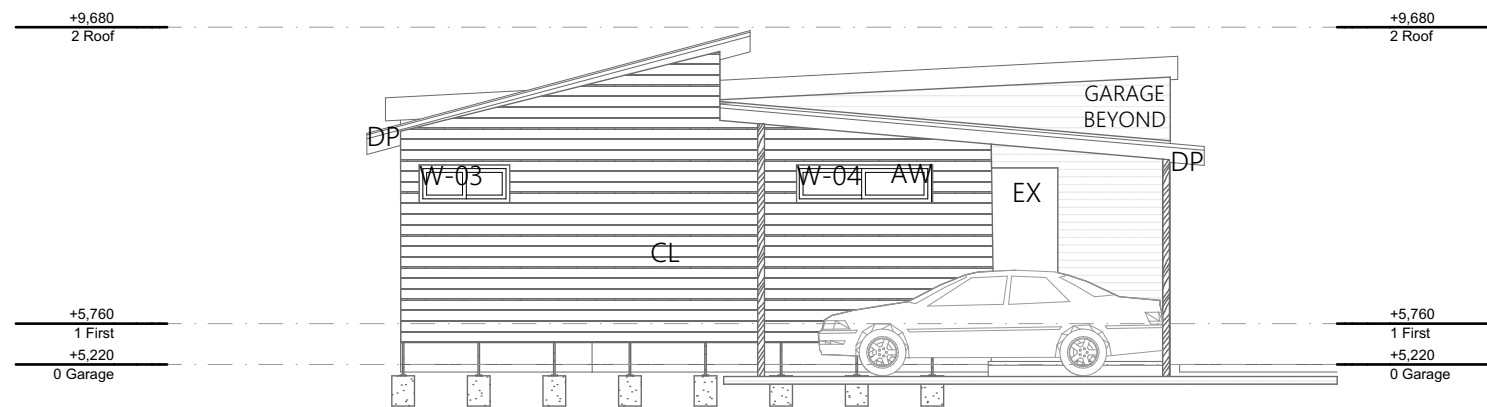 +9,680
2 Roof
+9,680
2 Roof
GARAGE
BEYOND
DP
DP
W-03
W-04
AW
EX
CL
+5,760
1 First
+5,760
1 First
+5,220
0 Garage
+5,220
0 Garage